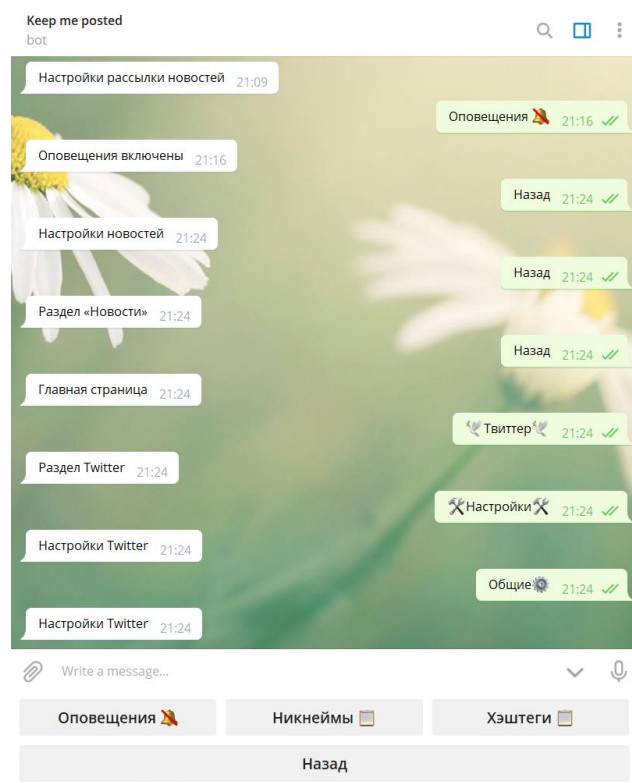 Keep me posted
bot
Настройки рассылки новостей 21:09
Оповещения 🔕 21:16
Оповещения включены 21:16
Назад 21:24
Настройки новостей 21:24
Назад 21:24
Раздел «Новости» 21:24
Назад 21:24
Главная страница 21:24
🕊Твиттер🕊 21:24
Раздел Twitter 21:24
🛠Настройки🛠 21:24
Настройки Twitter 21:24
Общие⚙ 21:24
Настройки Twitter 21:24
Write a message...
Оповещения 🔕
Никнеймы 📋
Хэштеги 📋
Назад